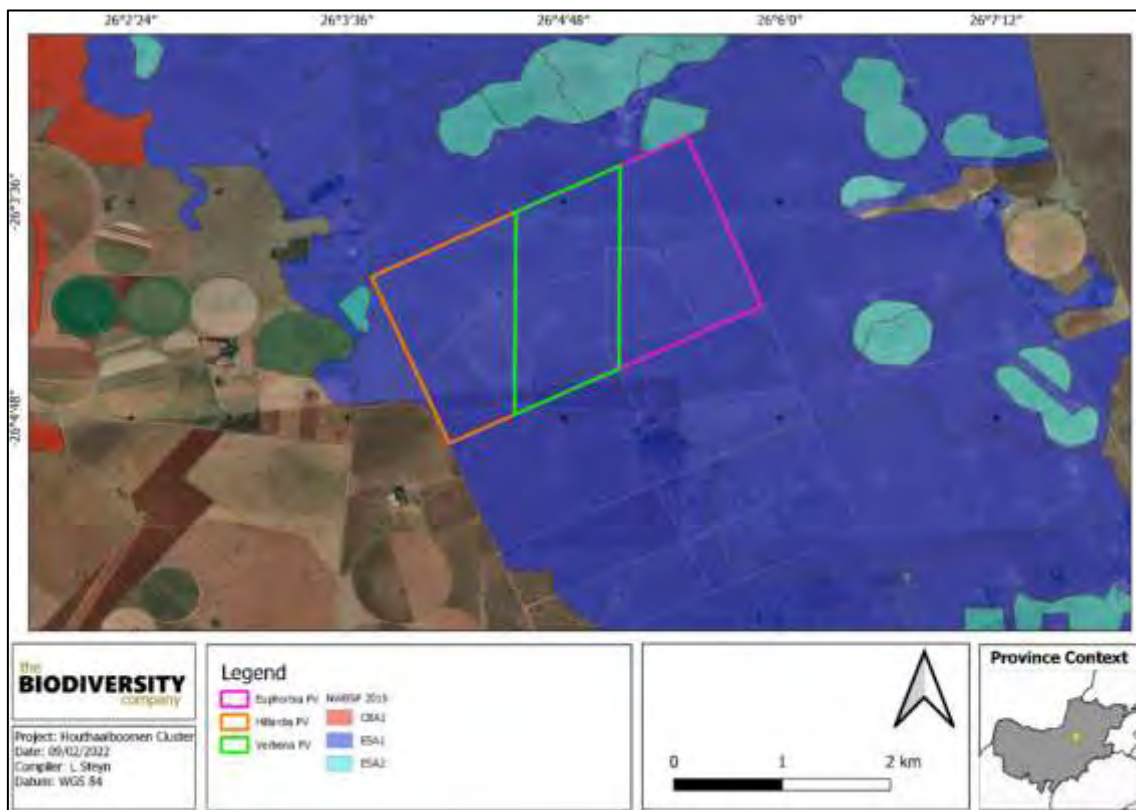 26°2'24" 26°3'36" 26°4'48" 26°6'0" 26°7'12"
-26°3'36"
-26°4'48"
the
BIODIVERSITY
company
Project: Houthaalboomen Cluster
Date: 09/02/2022
Compiler: L Steyn
Datum: WGS 84
Legend
Euphorbia PV
Hillardia PV
Verbena PV
NWBSP 2015
CBA1
ESA1
ESA2
0 1 2 km
Province Context